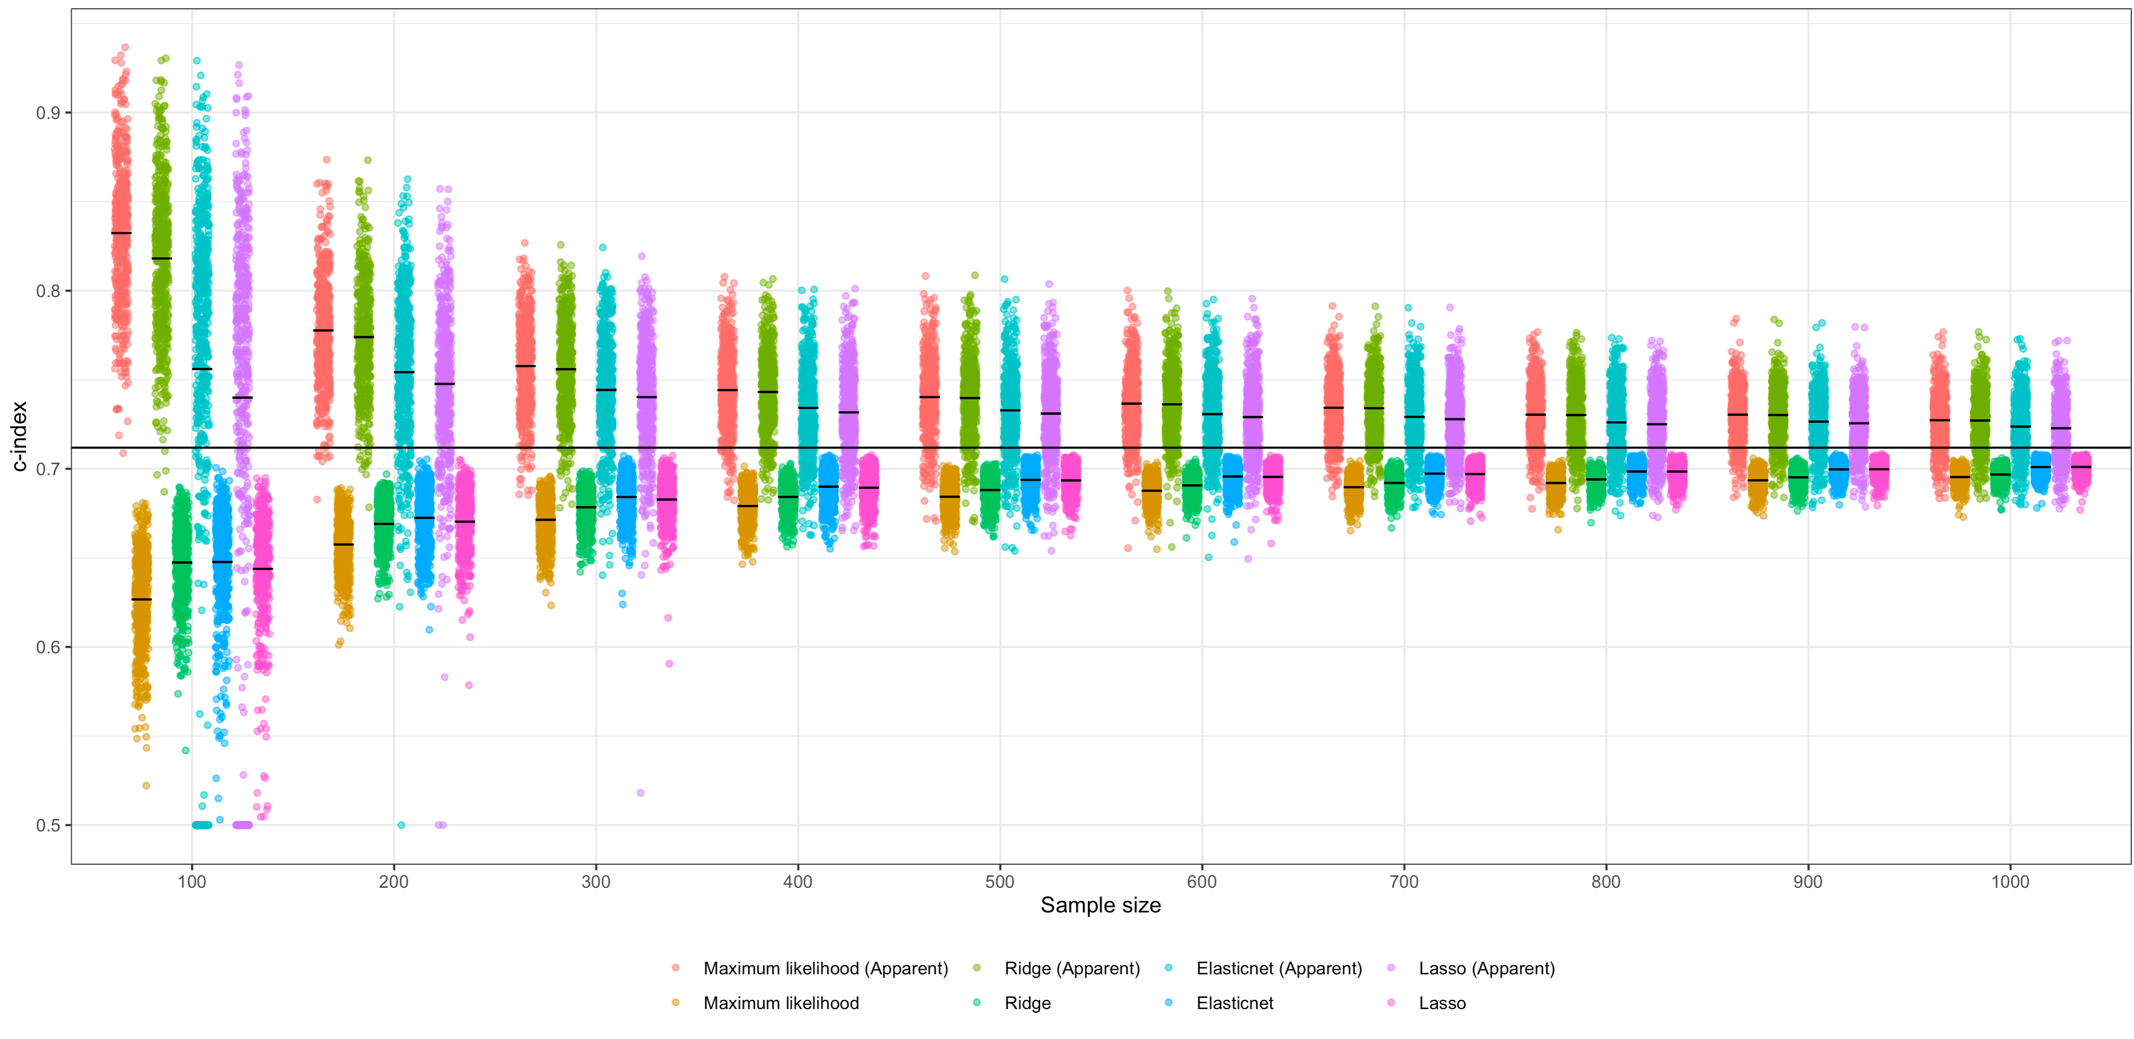 c-index
0.9
0.8
0.7
0.6
0.5
100 200 300 400 500 600 700 800 900 1000
Sample size
Maximum likelihood (Apparent) Ridge (Apparent) Elasticnet (Apparent) Lasso (Apparent)
Maximum likelihood Ridge Elasticnet Lasso